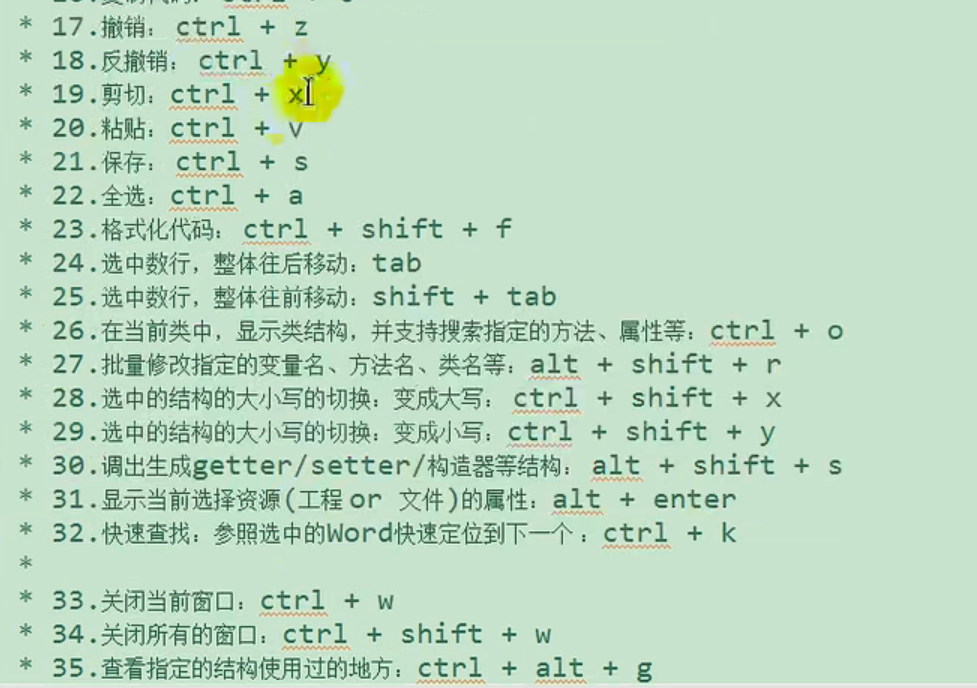 * 17.撤销：ctrl + z
* 18.反撤销：ctrl + y
* 19.剪切：ctrl + x
* 20.粘贴：ctrl + v
* 21.保存：ctrl + s
* 22.全选：ctrl + a
* 23.格式化代码：ctrl + shift + f
* 24.选中数行，整体往后移动：tab
* 25.选中数行，整体往前移动：shift + tab
* 26.在当前类中，显示类结构，并支持搜索指定的方法、属性等：ctrl + o
* 27.批量修改指定的变量名、方法名、类名等：alt + shift + r
* 28.选中的结构的大小写的切换：变成大写：ctrl + shift + x
* 29.选中的结构的大小写的切换：变成小写：ctrl + shift + y
* 30.调出生成getter/setter/构造器等结构：alt + shift + s
* 31.显示当前选择资源(工程 or 文件)的属性：alt + enter
* 32.快速查找：参照选中的Word快速定位到下一个 ：ctrl + k
*
* 33.关闭当前窗口：ctrl + w
* 34.关闭所有的窗口：ctrl + shift + w
* 35.查看指定的结构使用过的地方：ctrl + alt + g